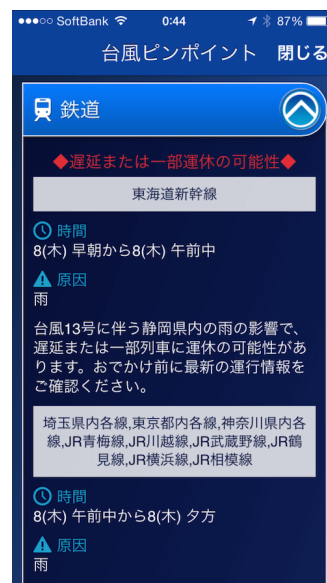 SoftBank 0:44 87%
台風ピンポイント 閉じる
鉄道
◆遅延または一部運休の可能性◆
東海道新幹線
時間
8(木) 早朝から8(木) 午前中
原因
雨
台風13号に伴う静岡県内の雨の影響で、
遅延または一部列車に運休の可能性があ
ります。おでかけ前に最新の運行情報を
ご確認ください。
埼玉県内各線,東京都内各線,神奈川県内各
線,JR青梅線,JR川越線,JR武蔵野線,JR鶴
見線,JR横浜線,JR相模線
時間
8(木) 午前中から8(木) 夕方
原因
雨